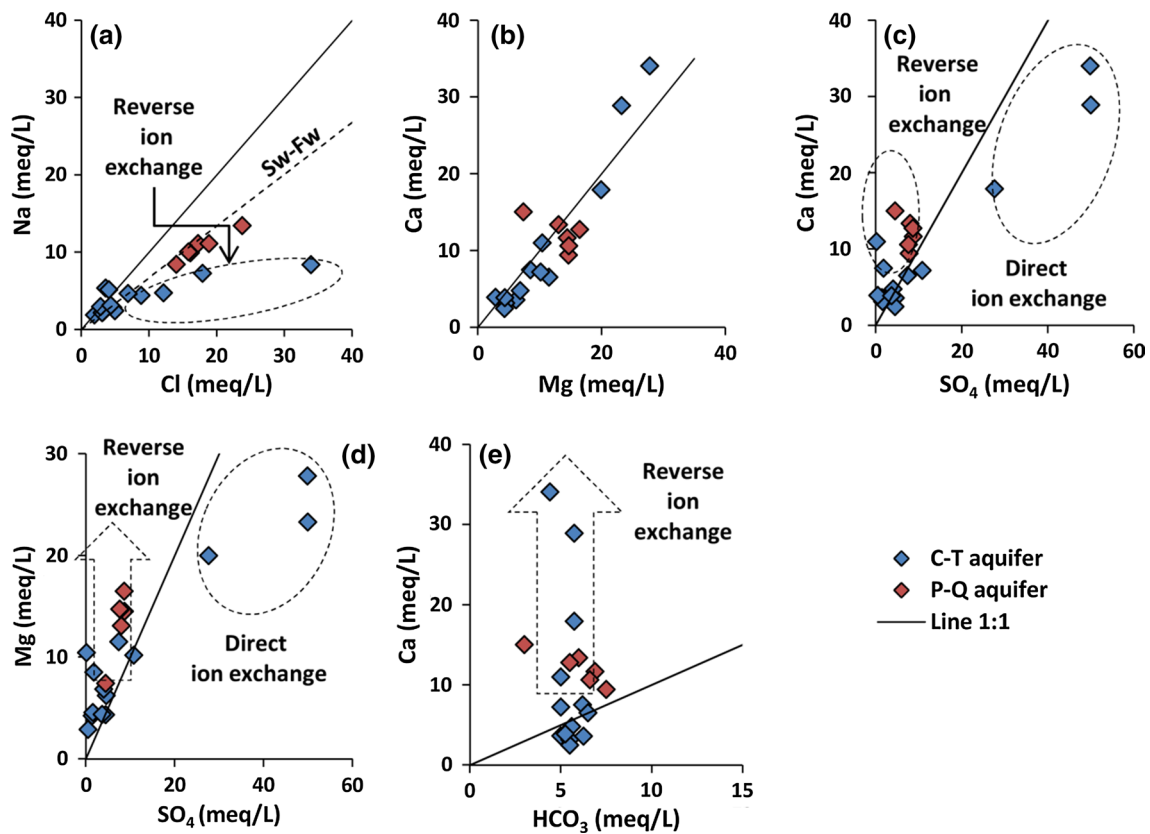 (a)
40
30
20
10
0
Na (meq/L)
0 10 20 30 40
Cl (meq/L)
Reverse
ion
exchange
Sw-Fw
(b)
40
30
20
10
0
Ca (meq/L)
0 20 40
Mg (meq/L)
(c)
40
30
20
10
0
Ca (meq/L)
0 20 40 60
SO4 (meq/L)
Reverse
ion
exchange
Direct
ion exchange
(d)
30
20
10
0
Mg (meq/L)
0 20 40 60
SO4 (meq/L)
Reverse
ion
exchange
Direct
ion exchange
(e)
40
30
20
10
0
Ca (meq/L)
0 5 10 15
HCO3 (meq/L)
Reverse
ion
exchange
C-T aquifer
P-Q aquifer
Line 1:1